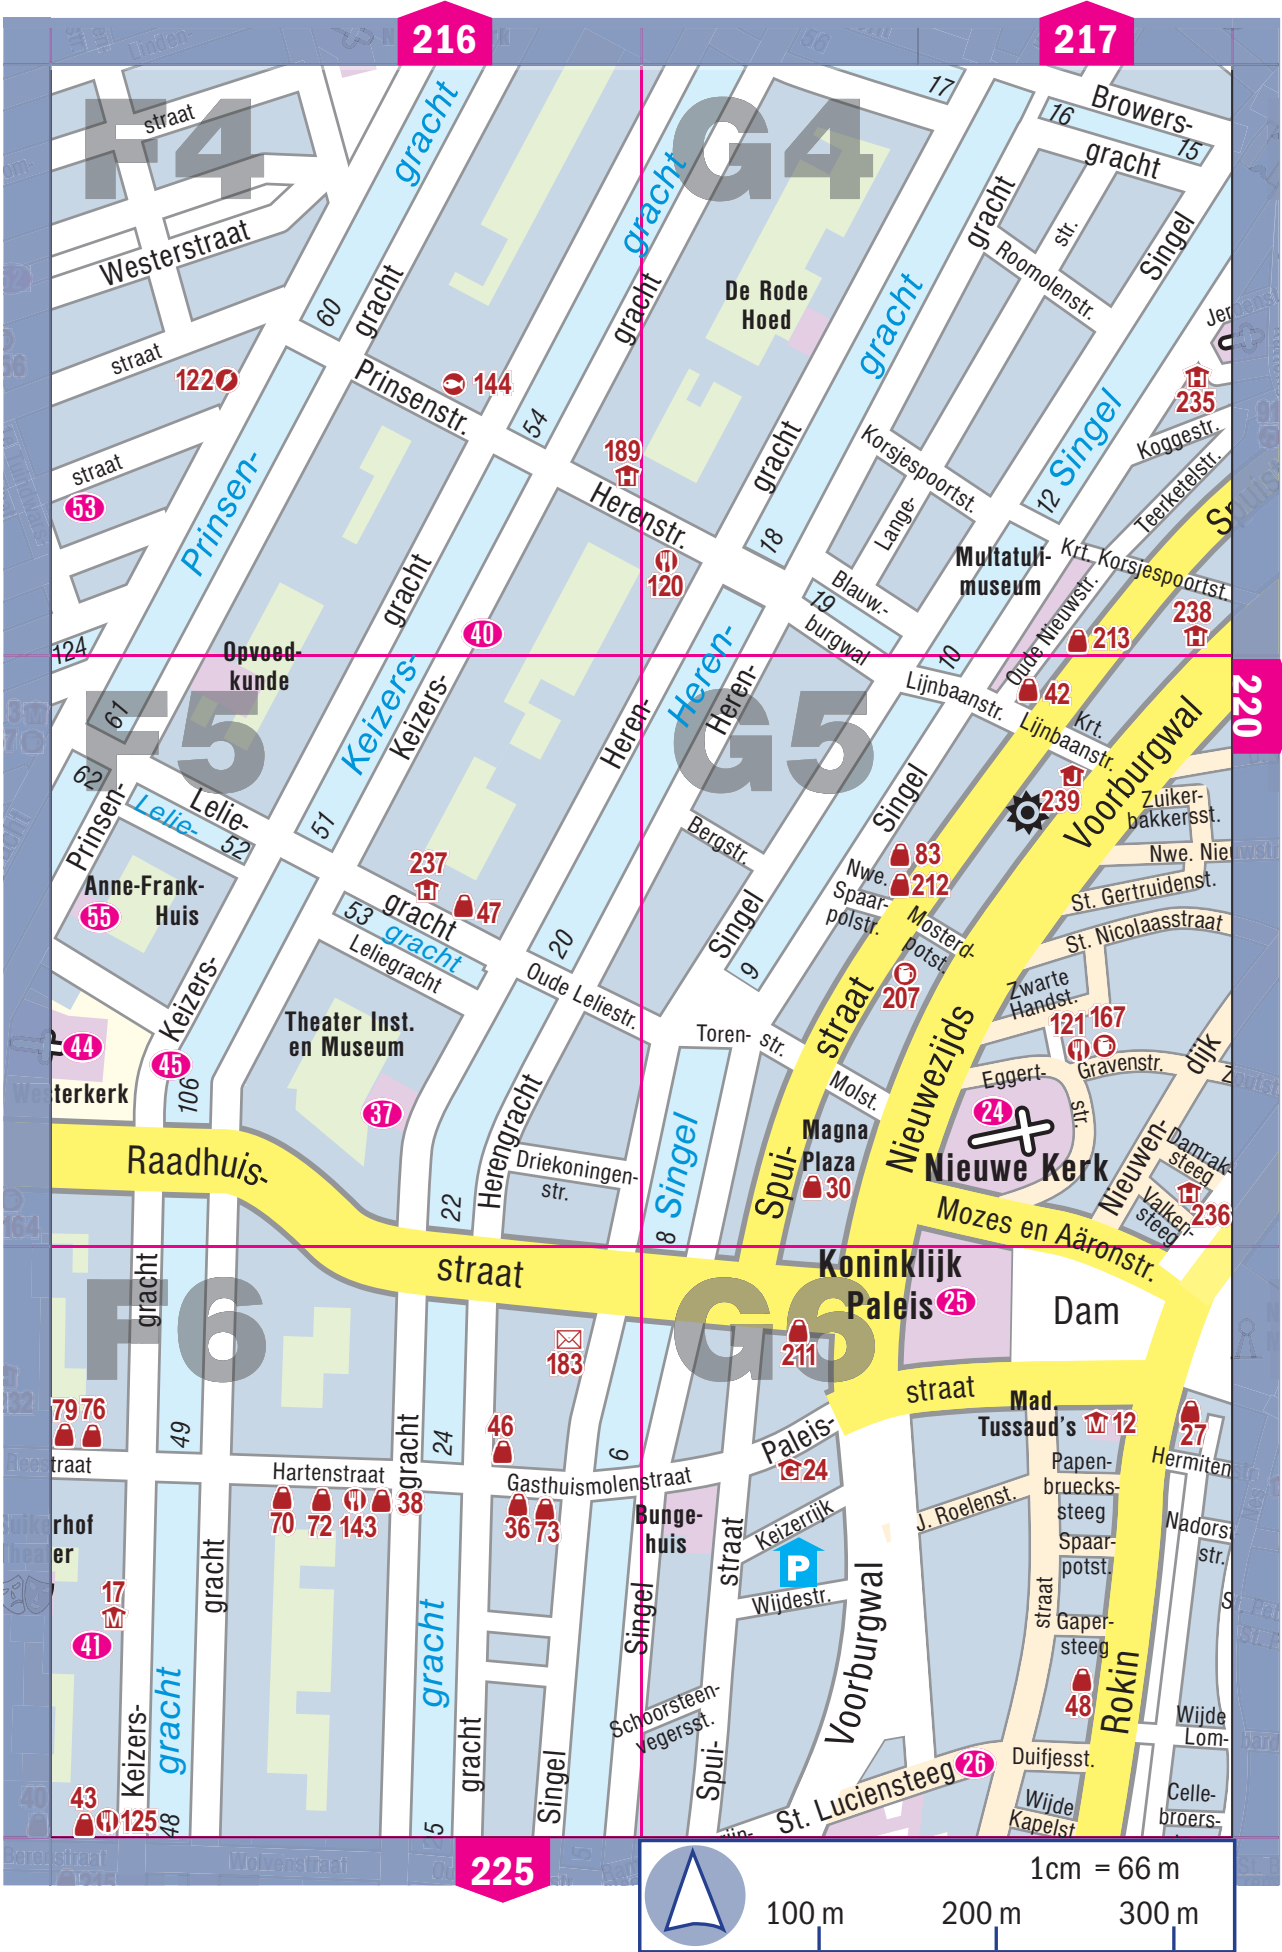 216
217
F4
G4
straat
gracht
gracht
17
16
Browers-
gracht
15
Westerstraat
gracht
str.
Roomolenstr.
Singel
60
gracht
gracht
De Rode
Hoed
gracht
straat
122
Prinsenstr.
144
54
235
Singel
Koggestr.
Teerketelstr.
straat
53
Prinsen-
189
Herenstr.
gracht
Korsjespoortst.
12
Lange-
18
Multatuli-
museum
Krt. Korsjespoortst.
gracht
120
Blauw.-
19
burgwal
Oude Nieuwstr.
213
238
124
40
Opvoed-
kunde
10
Heren-
Heren-
Lijnbaanstr.
42
220
F5
G5
61
Keizers-
Keizers-
Heren-
Krt.
Lijnbaanstr.
Voorburgwal
62
Prinsen-
Lelie-
Lelie-
52
51
Singel
239
Zuiker-
bakkersst.
Bergstr.
83
Nwe.
212
Spaar-
polstr.
St. Gertruidenst.
Anne-Frank-
Huis
55
237
47
53
gracht
gracht
Leliegracht
20
Singel
9
Mosterd-
potst.
207
St. Nicolaasstraat
Keizers-
Oude Leliestr.
Zwarte
Handst.
Theater Inst.
en Museum
Toren-
str.
straat
121
167
44
45
Westerkerk
106
37
Molst.
Nieuwezijds
Eggert-
str.
Gravenstr.
dijk
24
Nieuwe Kerk
Herengracht
Singel
Magna
Plaza
30
Raadhuis-
Driekoningen-
str.
22
8
Spui-
Nieuwen-
Damrak-
steeg
Valken-
steeg
236
Mozes en Aäronstr.
straat
Koninklijk
Paleis
25
Dam
F6
G6
gracht
183
211
straat
Mad.
Tussaud's
12
27
79
76
49
gracht
24
46
6
Paleis-
24
Hartenstraat
Gasthuismolenstraat
70
72
143
38
36
73
Bunge-
huis
straat
Keizerrijk
P
Wijdestr.
J. Roelenst.
Papen-
bruecks-
steeg
Spaar-
potst.
straat
Gaper-
steeg
48
17
41
gracht
gracht
Singel
Voorburgwal
Rokin
Schoorsteen-
vegersst.
Wijde
Lom-
Keizers-
gracht
gracht
Singel
Spui-
26
Duifjesst.
St. Luciensteeg
Wijde
Kapelst
Celle-
broers-
43
125
48
225
1cm = 66 m
100 m
200 m
300 m